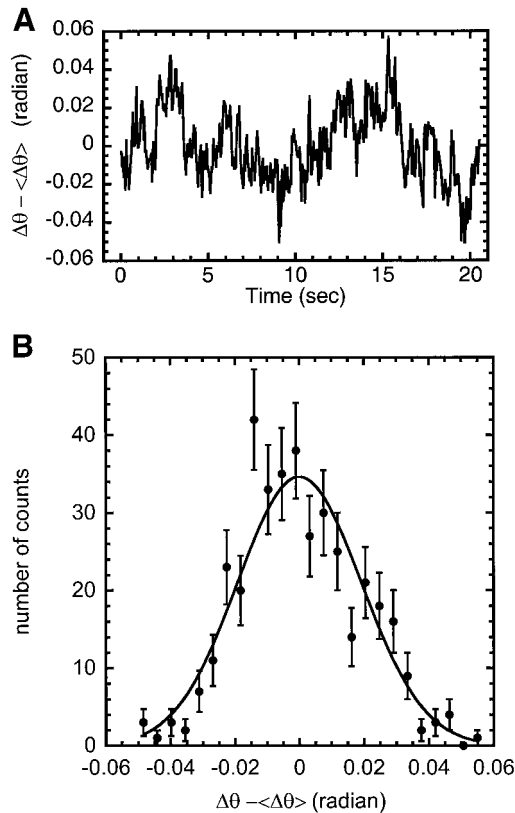 A
Δθ – <Δθ> (radian)
0.06
0.04
0.02
0
-0.02
-0.04
-0.06
0 5 10 15 20
Time (sec)
B
number of counts
50
40
30
20
10
0
-0.06 -0.04 -0.02 0 0.02 0.04 0.06
Δθ –<Δθ> (radian)